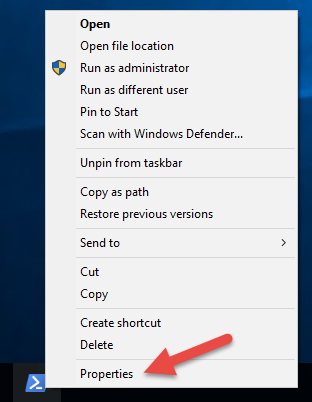 Open
Open file location
Run as administrator
Run as different user
Pin to Start
Scan with Windows Defender...
Unpin from taskbar
Copy as path
Restore previous versions
Send to
Cut
Copy
Create shortcut
Delete
Properties